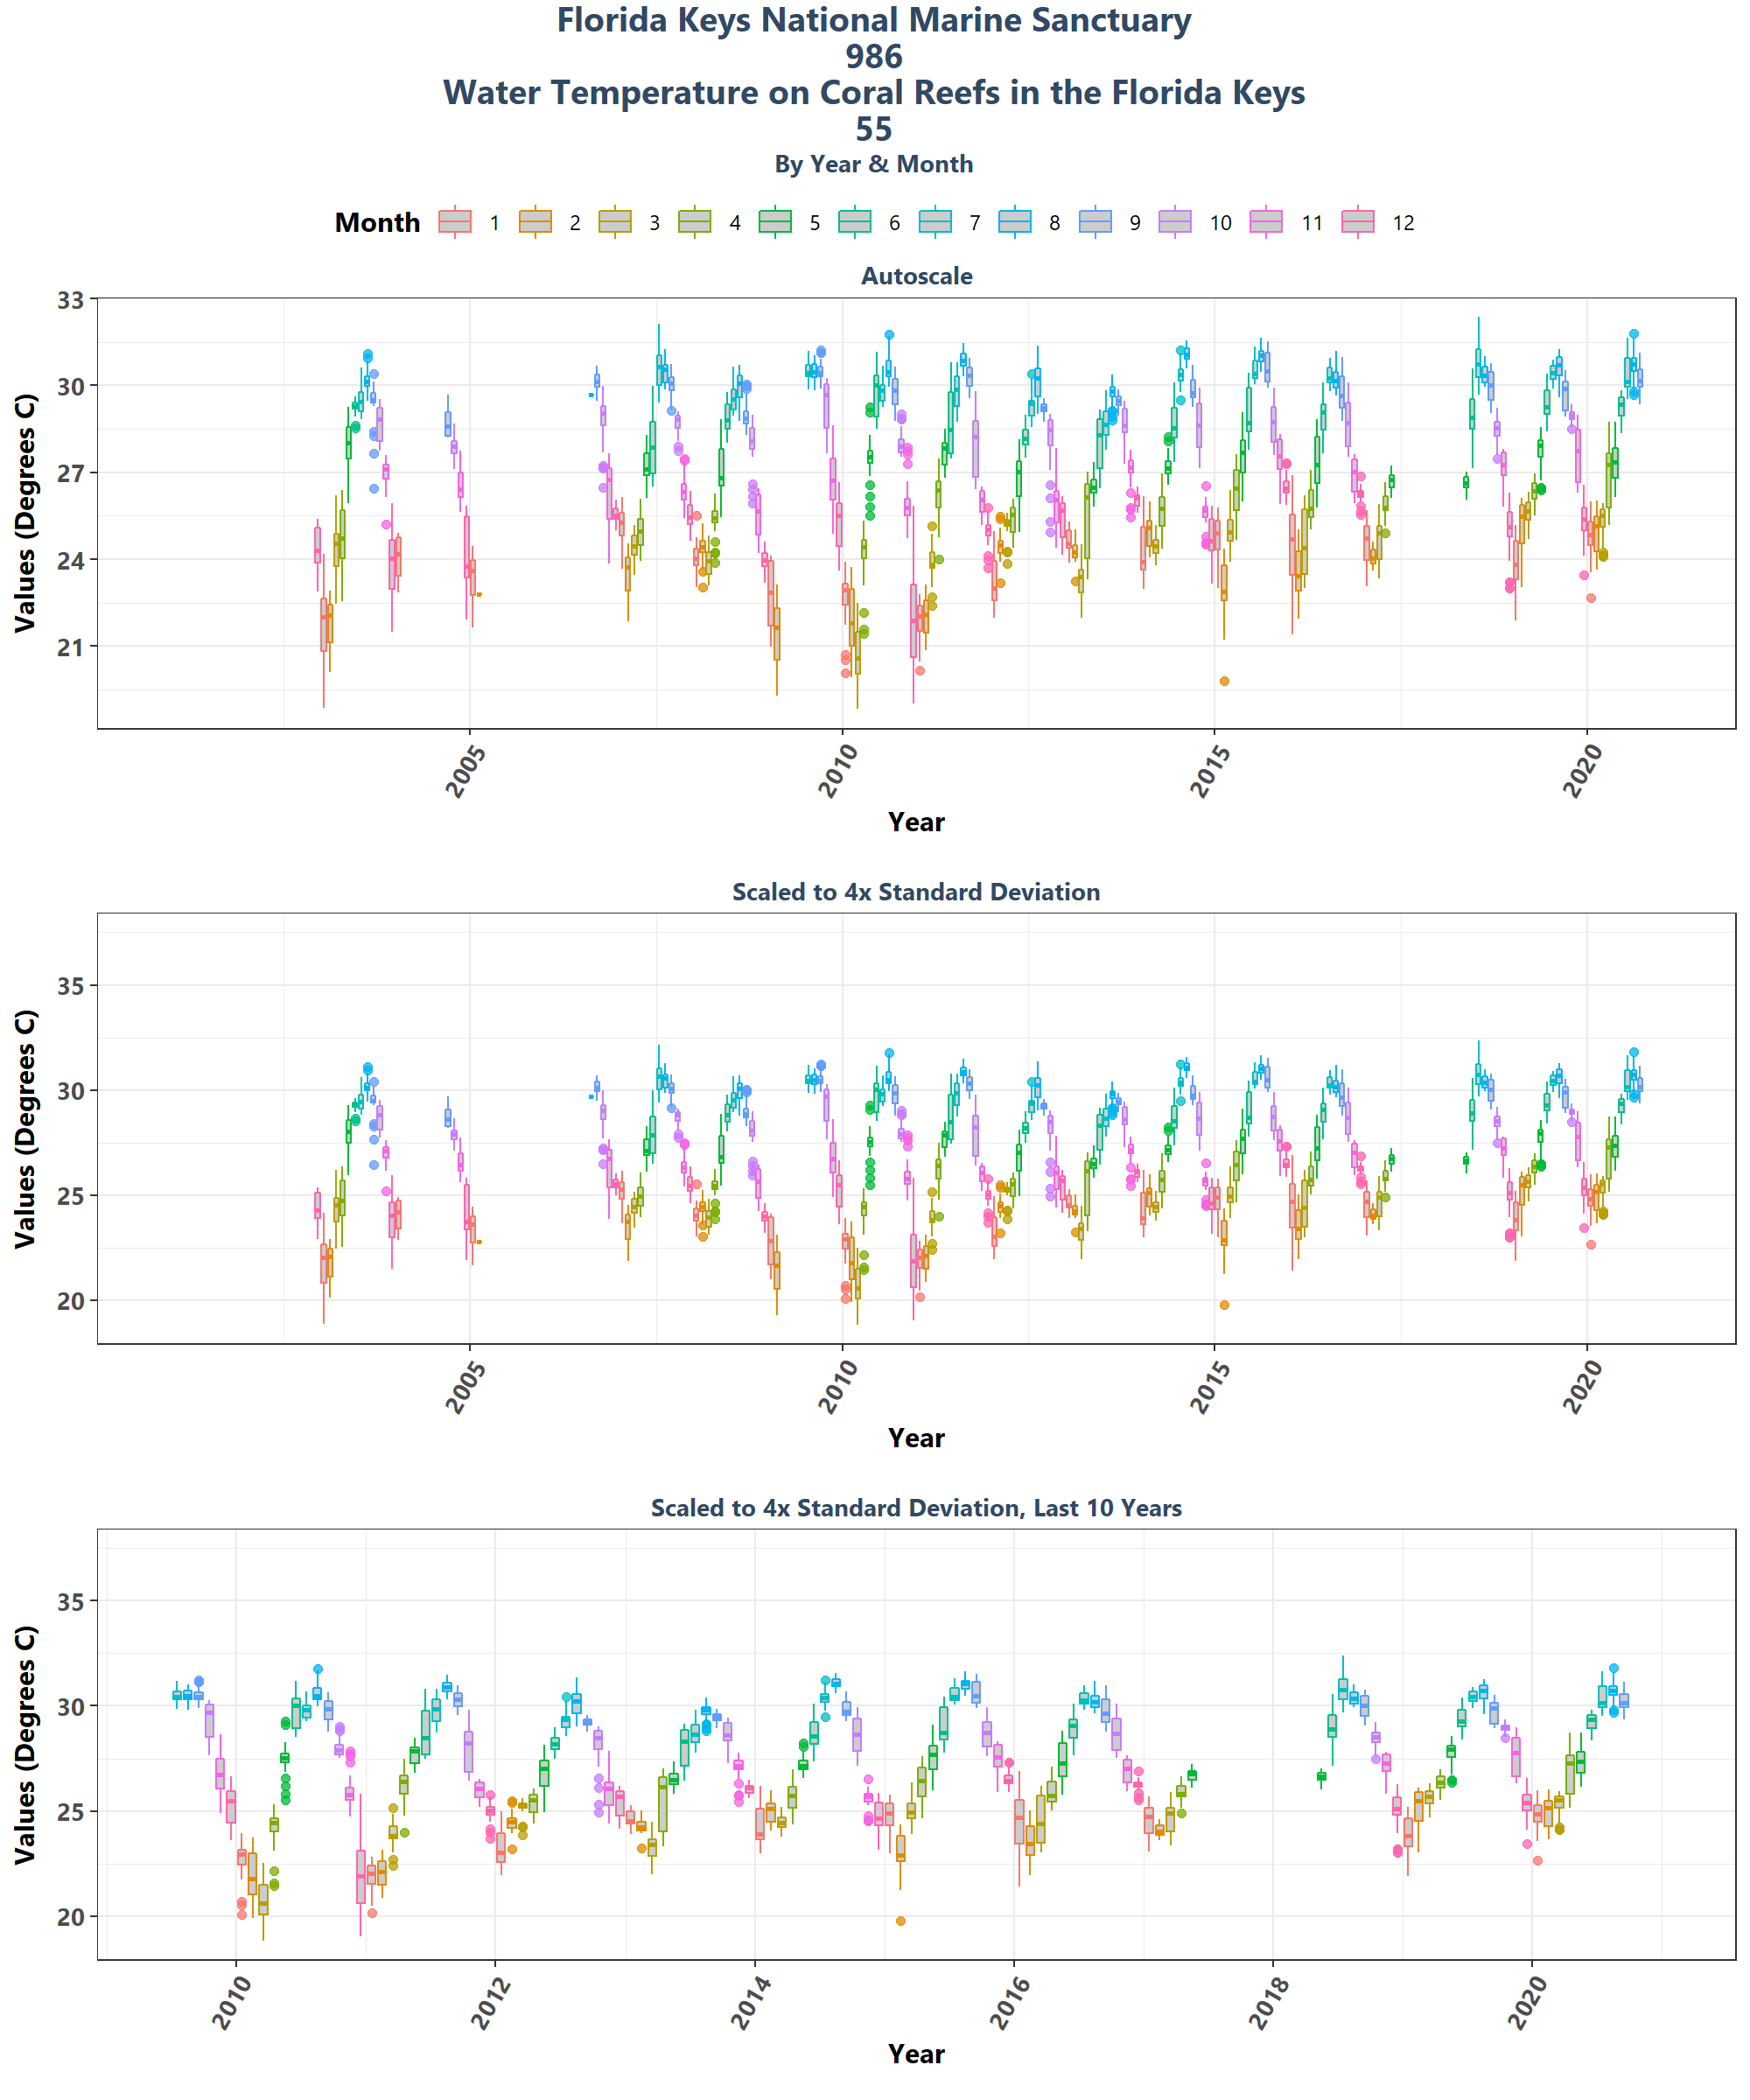 Florida Keys National Marine Sanctuary
986
Water Temperature on Coral Reefs in the Florida Keys
55
By Year & Month
Month 1 2 3 4 5 6 7 8 9 10 11 12
Autoscale
Values (Degrees C)
33
30
27
24
21
2005 2010 2015 2020
Year
Scaled to 4x Standard Deviation
Values (Degrees C)
35
30
25
20
2005 2010 2015 2020
Year
Scaled to 4x Standard Deviation, Last 10 Years
Values (Degrees C)
35
30
25
20
2010 2012 2014 2016 2018 2020
Year